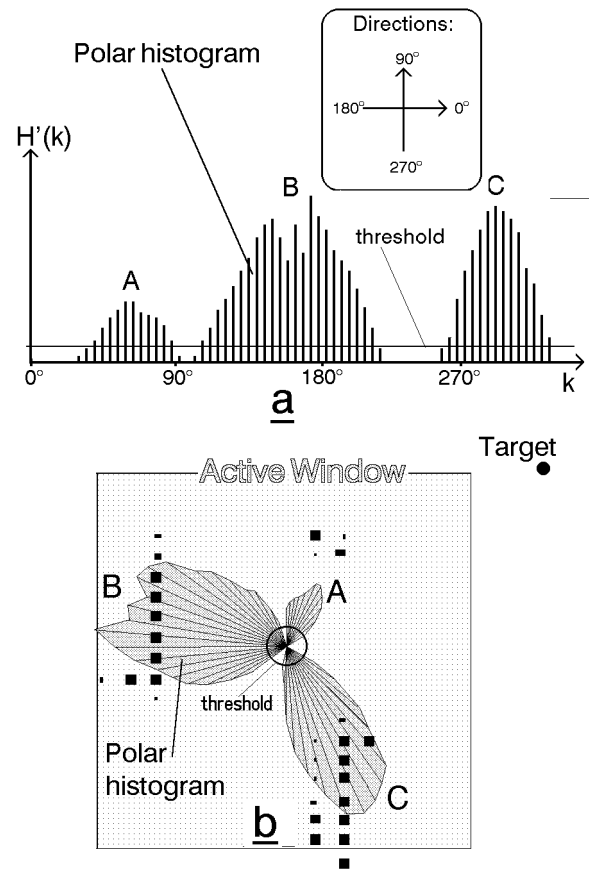 Directions:
90°
180°
0°
270°
Polar histogram
H'(k)
A
B
C
threshold
0°
90°
180°
270°
k
a
Target
Active Window
B
A
threshold
Polar
histogram
C
b